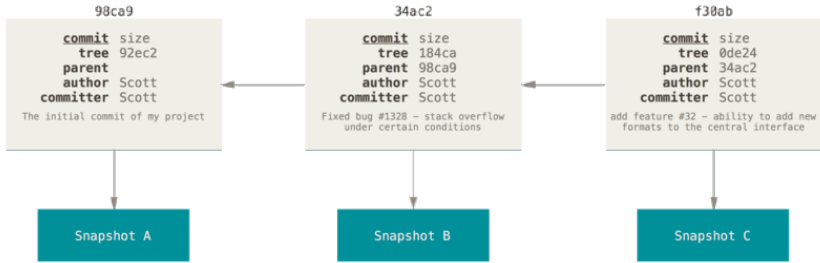 98ca9
commit size
tree 92ec2
parent
author Scott
committer Scott
The initial commit of my project
34ac2
commit size
tree 184ca
parent 98ca9
author Scott
committer Scott
Fixed bug #1328 – stack overflow
under certain conditions
f30ab
commit size
tree 0de24
parent 34ac2
author Scott
committer Scott
add feature #32 – ability to add new
formats to the central interface
Snapshot A
Snapshot B
Snapshot C